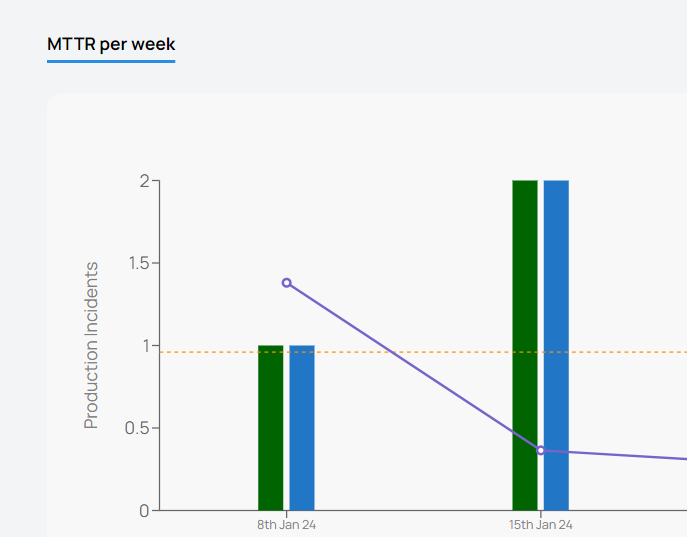 MTTR per week
2
1.5
Production Incidents
1
0.5
0
8th Jan 24
15th Jan 24